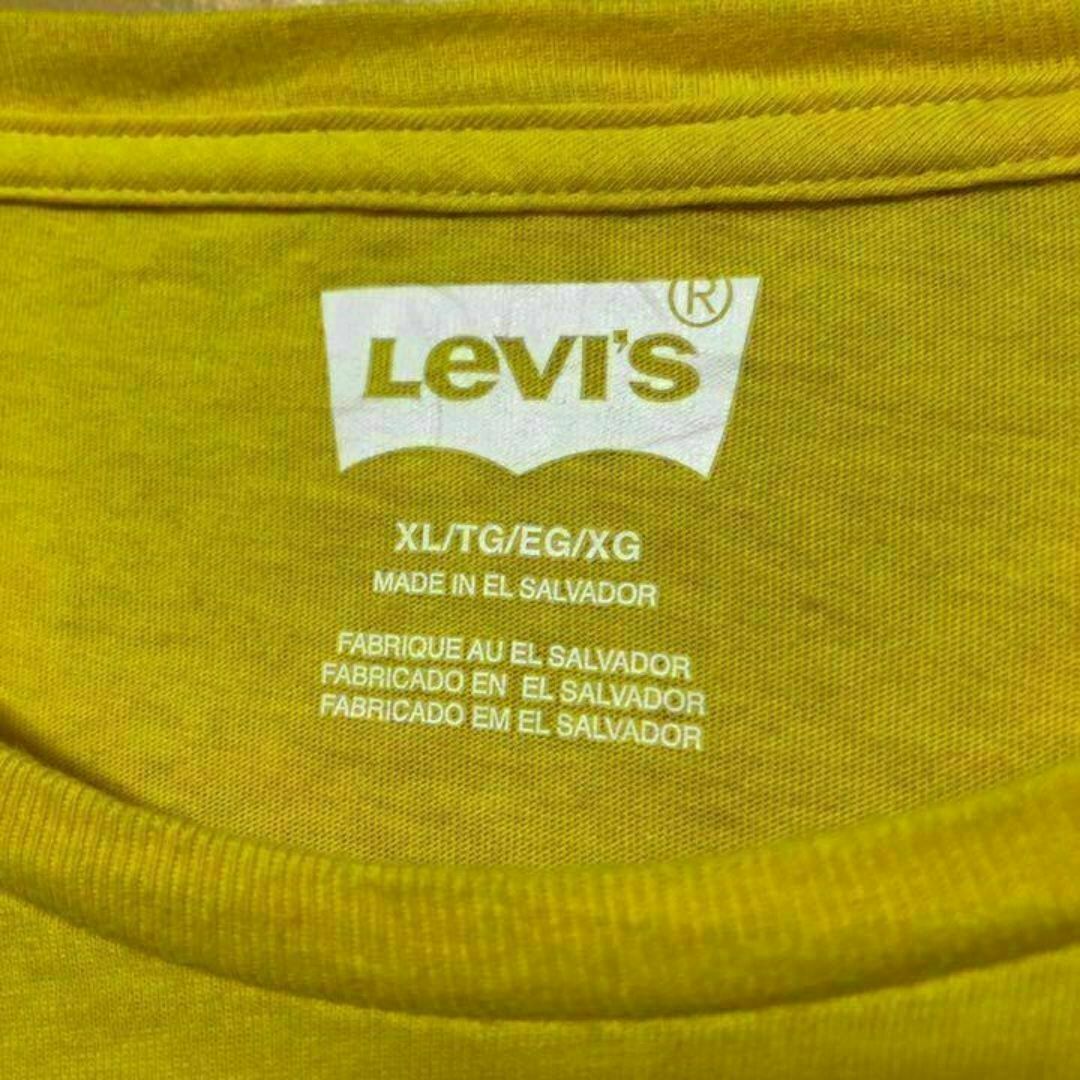 LEVI'S ®
XL/TG/EG/XG
MADE IN EL SALVADOR
FABRIQUE AU EL SALVADOR
FABRICADO EN EL SALVADOR
FABRICADO EM EL SALVADOR